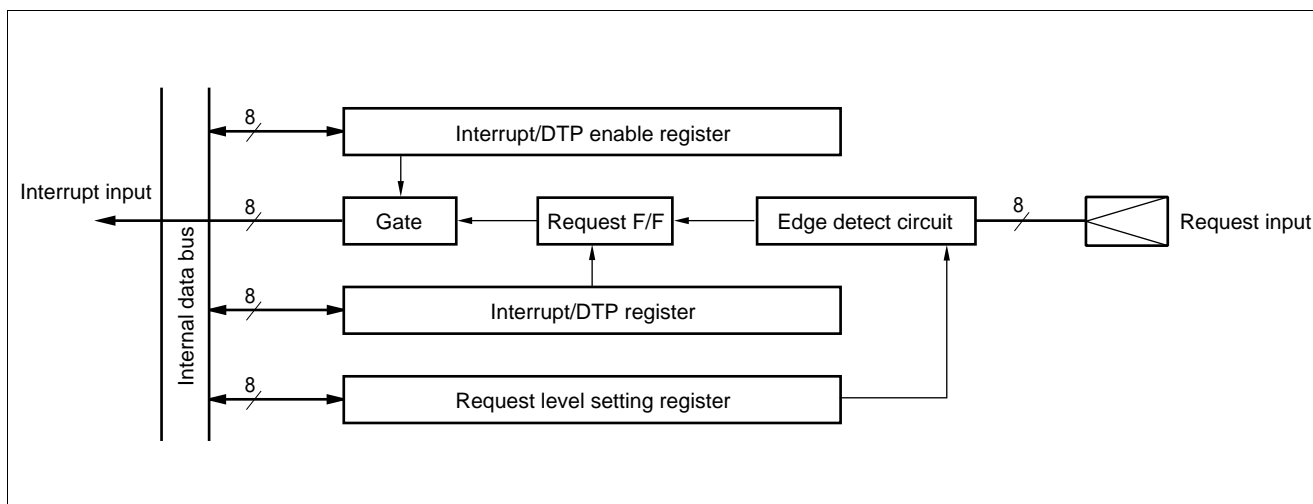 8
Interrupt/DTP enable register
Interrupt input
8
Gate
Request F/F
Edge detect circuit
8
Request input
Internal data bus
8
Interrupt/DTP register
8
Request level setting register